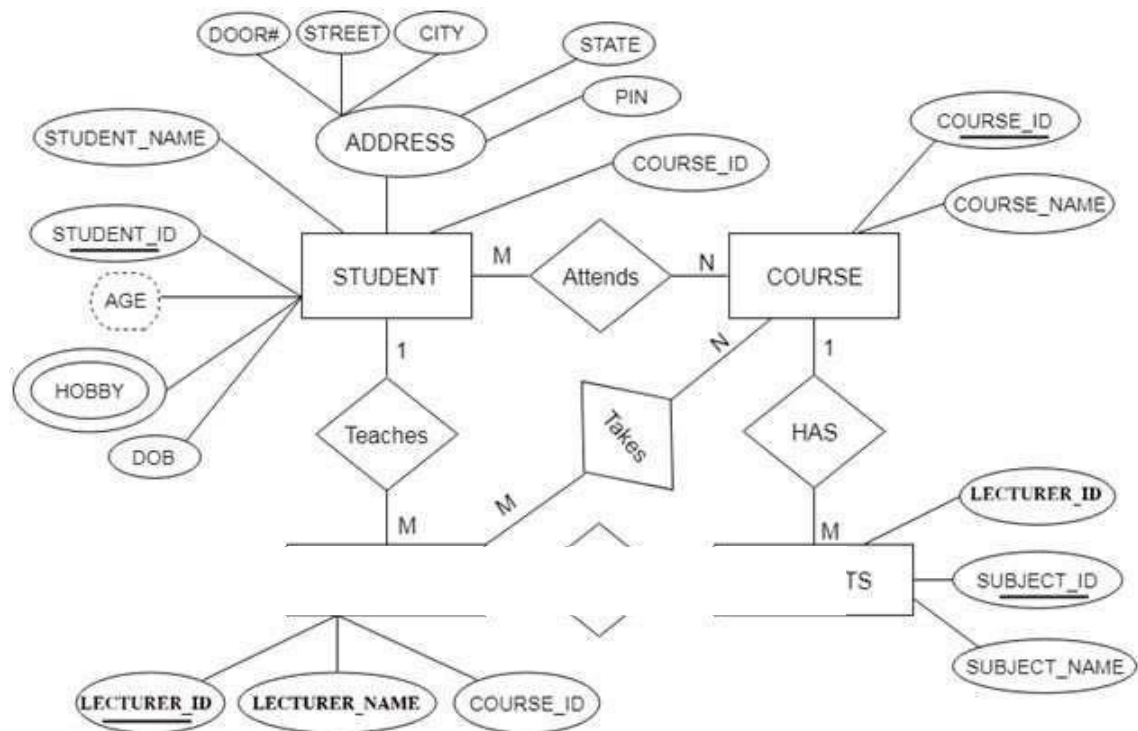 DOOR# STREET CITY
STATE
PIN
ADDRESS
STUDENT_NAME
COURSE_ID
COURSE_ID
COURSE_NAME
STUDENT_ID
STUDENT M Attends N COURSE
AGE
1 N 1
HOBBY
Teaches Takes HAS
DOB
LECTURER_ID
M M M
TS SUBJECT_ID
SUBJECT_NAME
LECTURER_ID LECTURER_NAME COURSE_ID